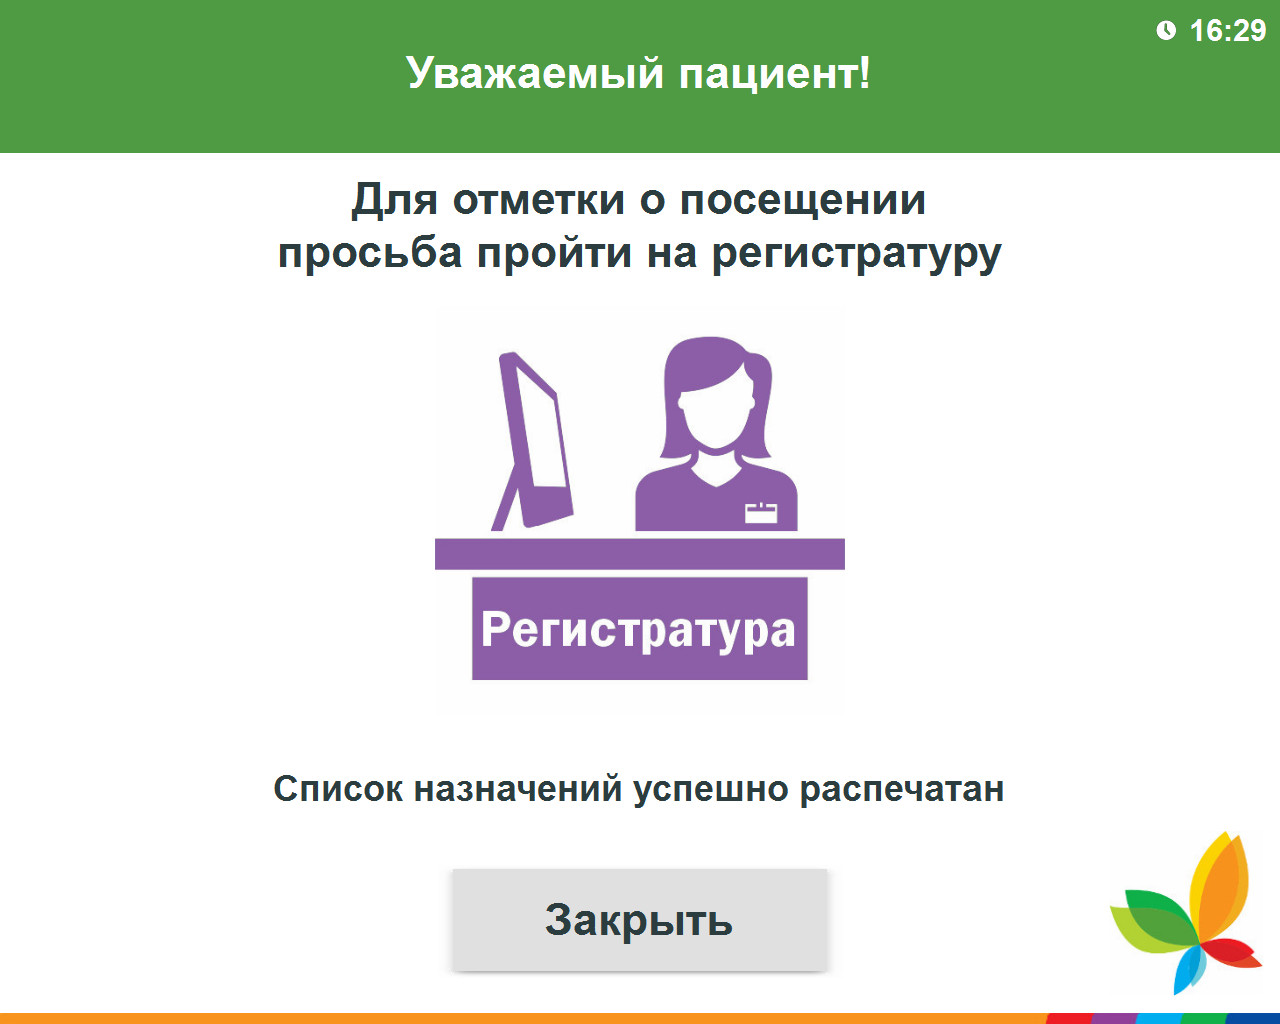 16:29
Уважаемый пациент!
Для отметки о посещении
просьба пройти на регистратуру
Регистратура
Список назначений успешно распечатан
Закрыть